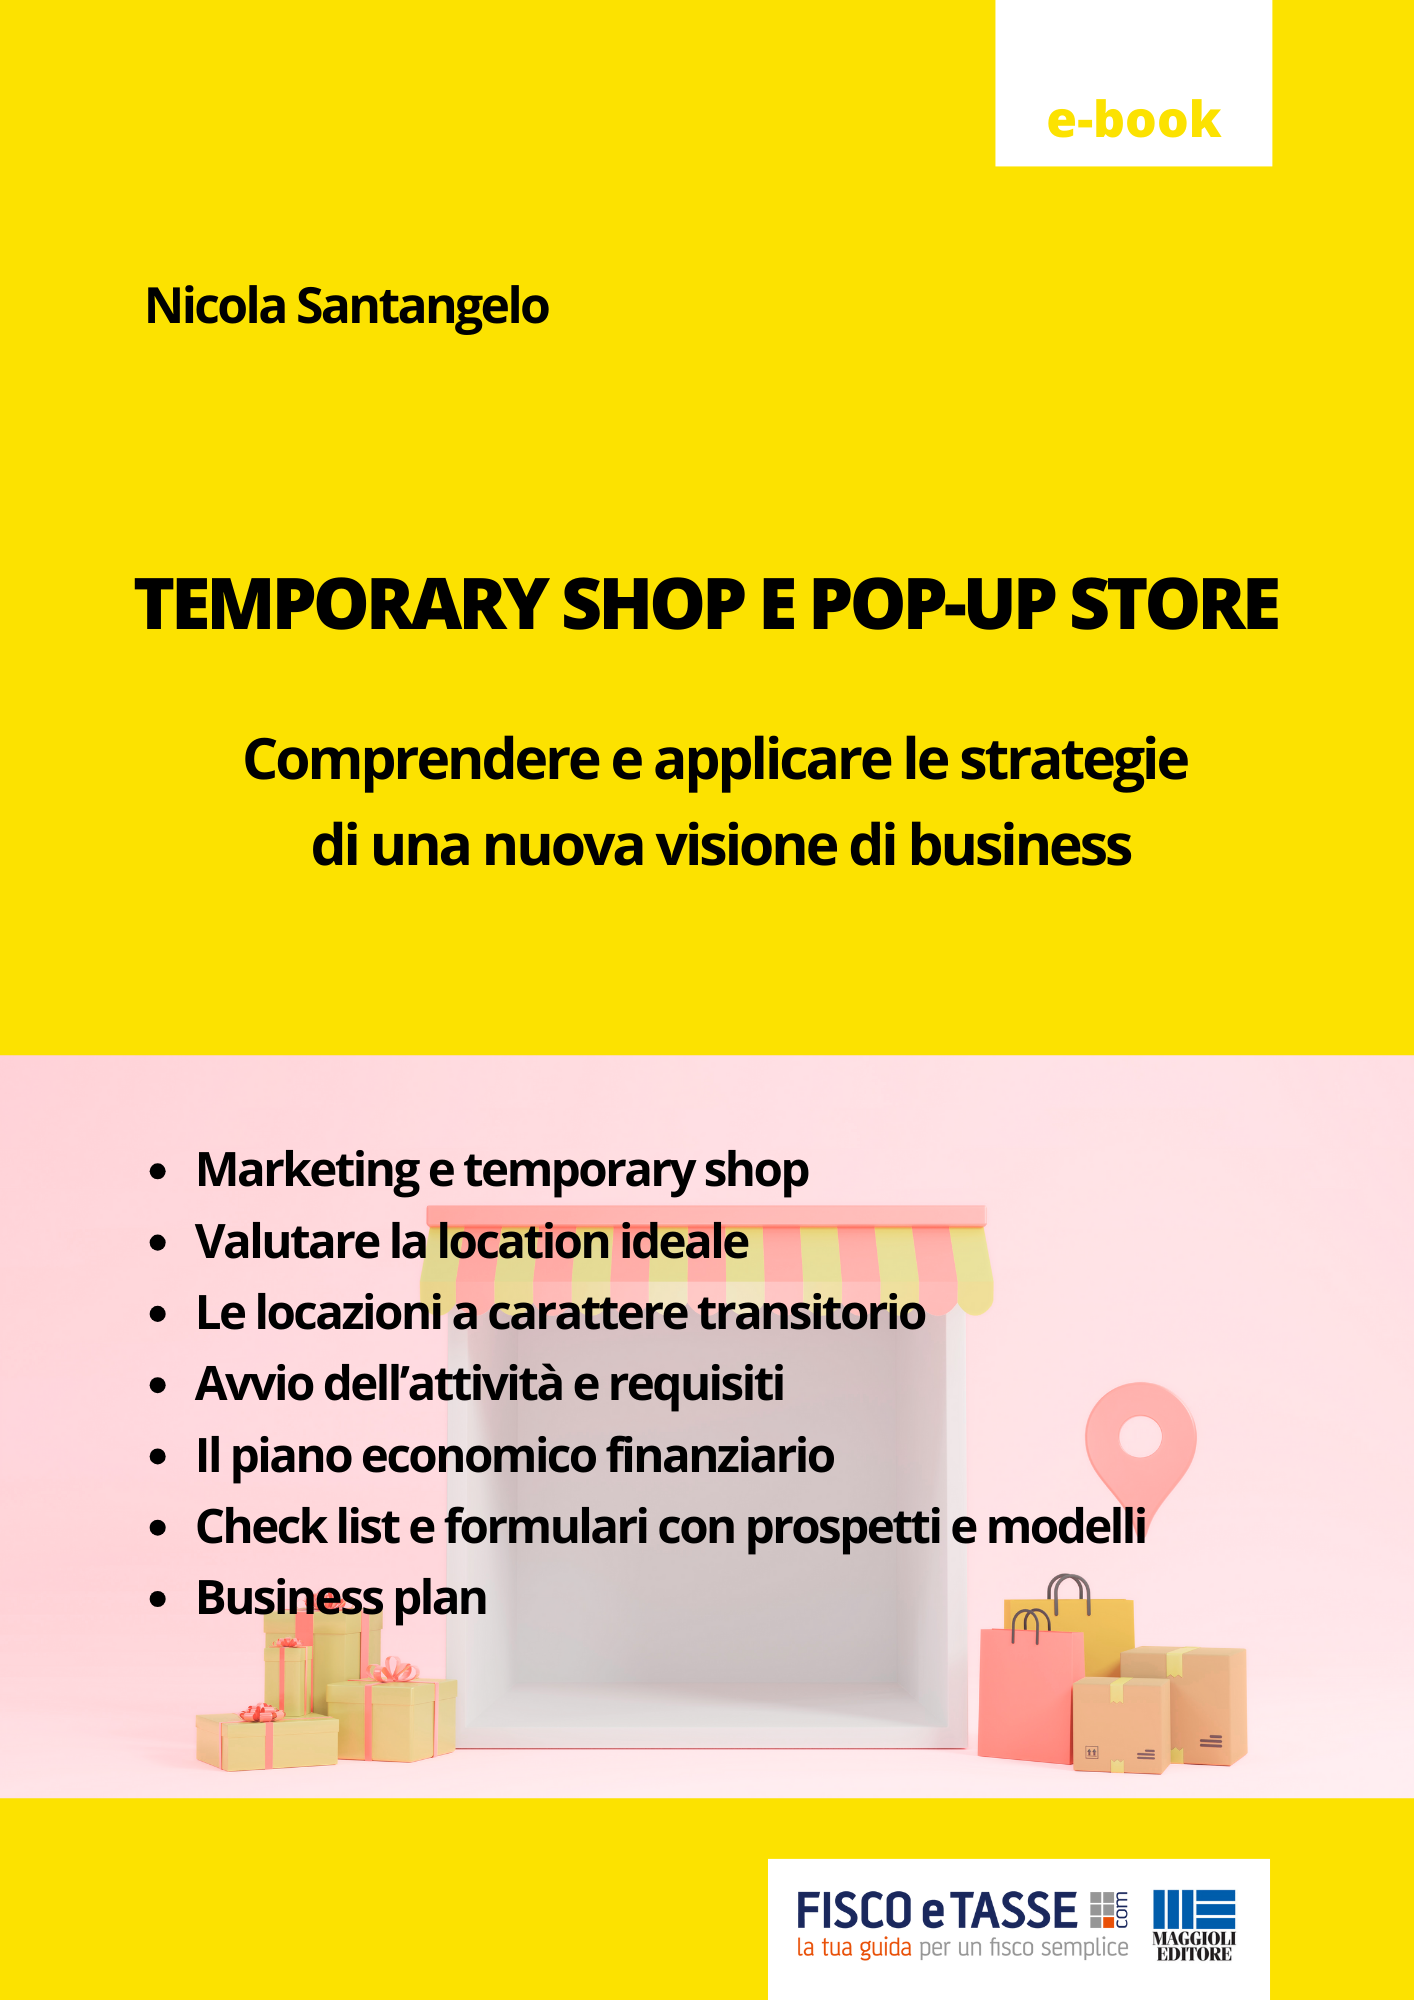 e-book
Nicola Santangelo
TEMPORARY SHOP E POP-UP STORE
Comprendere e applicare le strategie
di una nuova visione di business
• Marketing e temporary shop
• Valutare la location ideale
• Le locazioni a carattere transitorio
• Avvio dell’attività e requisiti
• Il piano economico finanziario
• Check list e formulari con prospetti e modelli
• Business plan
FISCO e TASSE .com
la tua guida per un fisco semplice
MAGGIOLI
EDITORE